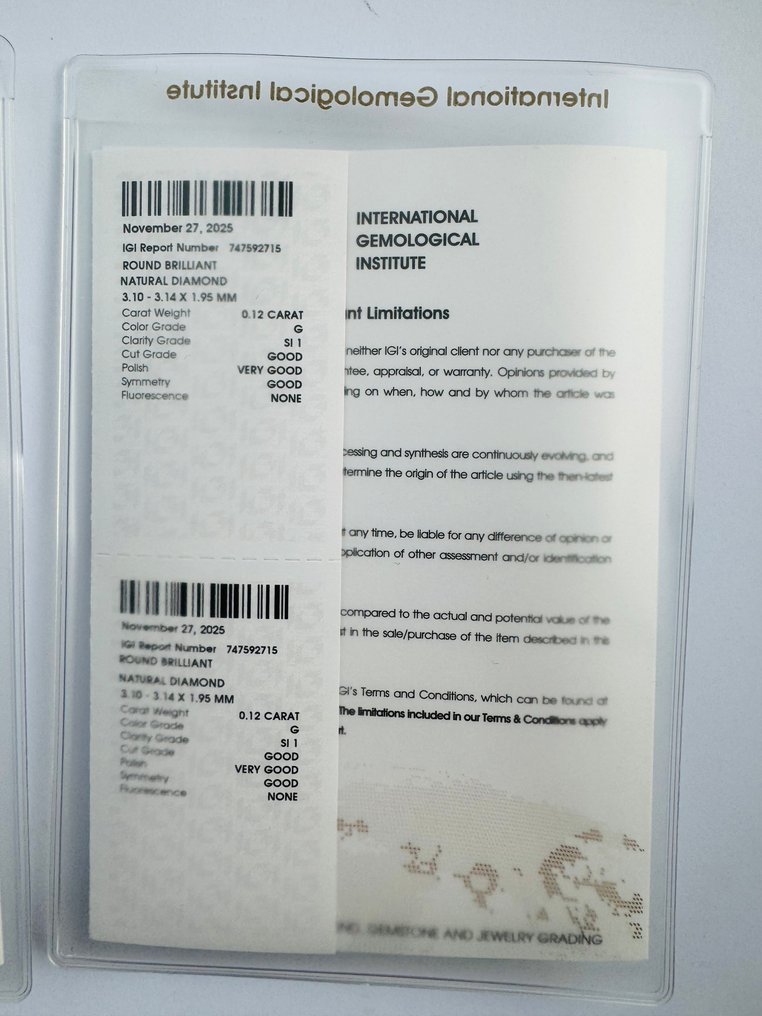 International Gemological Institute
November 27, 2025
IGI Report Number 747592715
ROUND BRILLIANT
NATURAL DIAMOND
3.10 - 3.14 X 1.95 MM
Carat Weight 0.12 CARAT
Color Grade G
Clarity Grade SI 1
Cut Grade GOOD
Polish VERY GOOD
Symmetry GOOD
Fluorescence NONE
November 27, 2025
IGI Report Number 747592715
ROUND BRILLIANT
NATURAL DIAMOND
3.10 - 3.14 X 1.95 MM
Carat Weight 0.12 CARAT
Color Grade G
Clarity Grade SI 1
Cut Grade GOOD
Polish VERY GOOD
Symmetry GOOD
Fluorescence NONE
INTERNATIONAL
GEMOLOGICAL
INSTITUTE
nt Limitations
neither IGI's original client nor any purchaser of the
tee, appraisal, or warranty. Opinions provided by
ing on when, how and by whom the article was
cessing and synthesis are continuously evolving, and
termine the origin of the article using the then-latest
t any time, be liable for any difference of opinion or
pplication of other assessment and/or identification
compared to the actual and potential value of the
st in the sale/purchase of the item described in this
GI's Terms and Conditions, which can be found at
The limitations included in our Terms & Conditions apply
rt.
NG, GEMSTONE AND JEWELRY GRADING